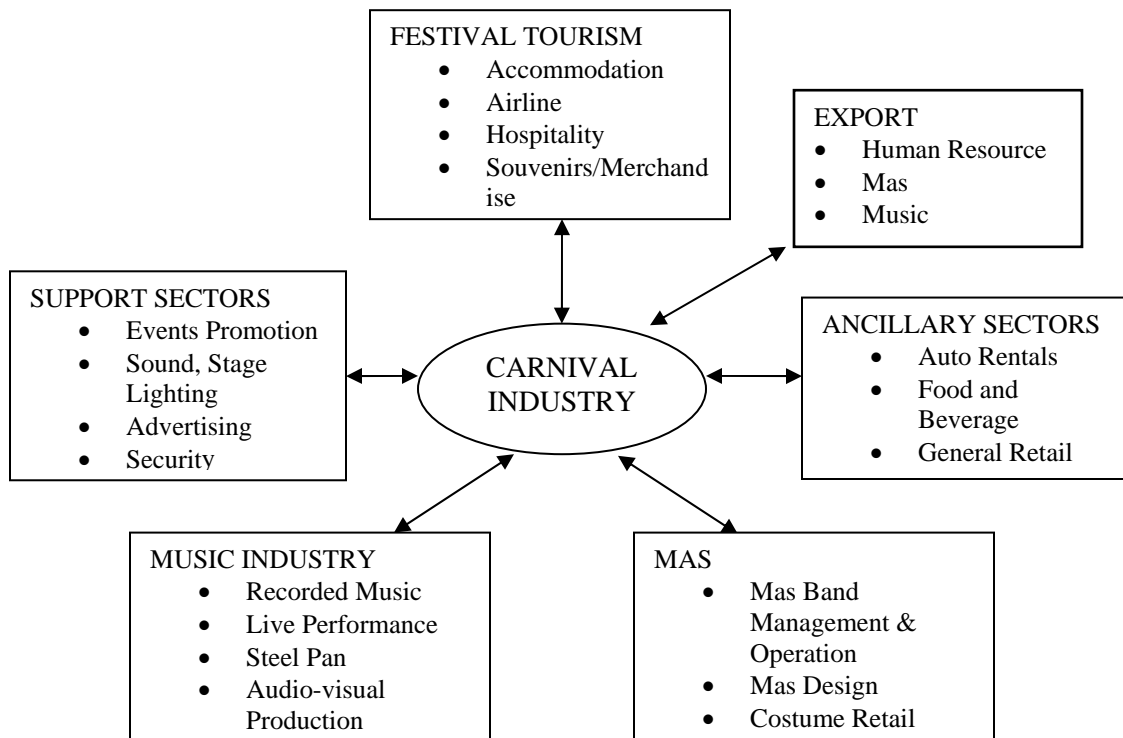 FESTIVAL TOURISM
• Accommodation
• Airline
• Hospitality
• Souvenirs/Merchand
ise
EXPORT
• Human Resource
• Mas
• Music
SUPPORT SECTORS
• Events Promotion
• Sound, Stage
Lighting
• Advertising
• Security
CARNIVAL
INDUSTRY
ANCILLARY SECTORS
• Auto Rentals
• Food and
Beverage
• General Retail
MUSIC INDUSTRY
• Recorded Music
• Live Performance
• Steel Pan
• Audio-visual
Production
MAS
• Mas Band
Management &
Operation
• Mas Design
• Costume Retail